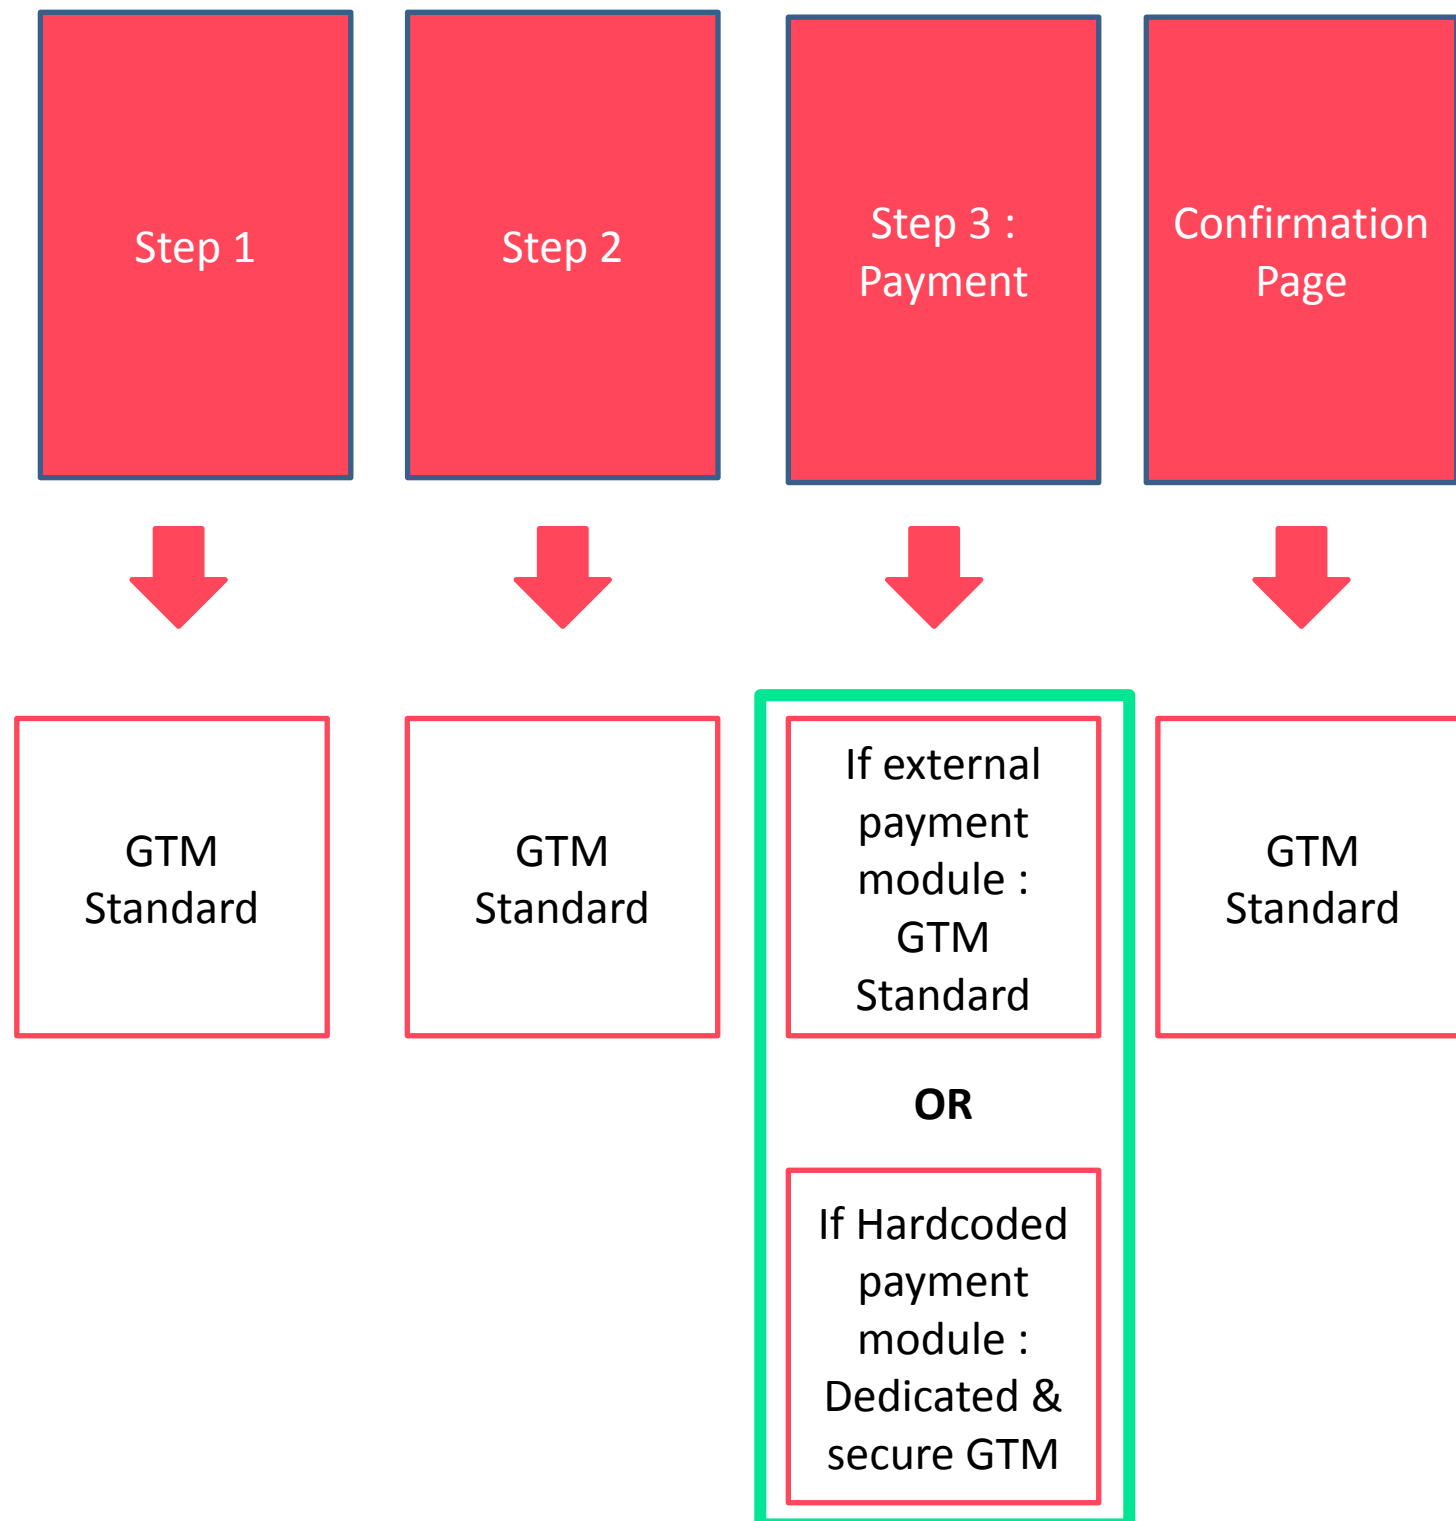 Step 1
Step 2
Step 3 :
Payment
Confirmation
Page
GTM
Standard
GTM
Standard
If external
payment
module :
GTM
Standard
OR
If Hardcoded
payment
module :
Dedicated &
secure GTM
GTM
Standard